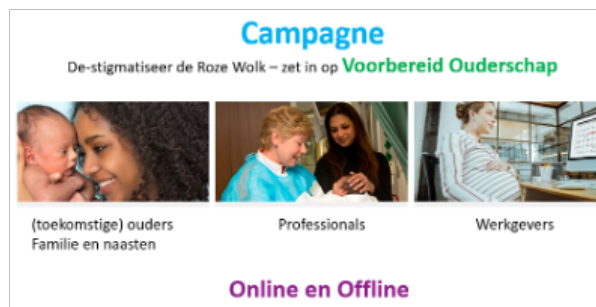 Campagne
De-stigmatiseer de Roze Wolk – zet in op Voorbereid Ouderschap
(toekomstige) ouders
Familie en naasten
Professionals
Werkgevers
Online en Offline